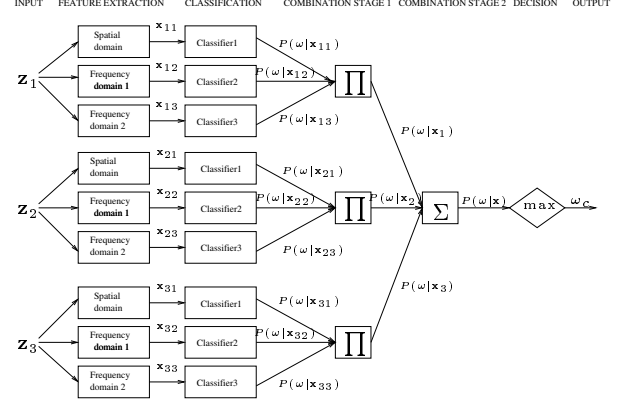 INPUT FEATURE EXTRACTION CLASSIFICATION COMBINATION STAGE 1 COMBINATION STAGE 2 DECISION OUTPUT
z₁
Spatial domain
x₁₁
Classifier1
P(ω|x₁₁)
Frequency domain 1
x₁₂
Classifier2
P(ω|x₁₂)
Frequency domain 2
x₁₃
Classifier3
P(ω|x₁₃)
∏
P(ω|x₁)
z₂
Spatial domain
x₂₁
Classifier1
P(ω|x₂₁)
Frequency domain 1
x₂₂
Classifier2
P(ω|x₂₂)
Frequency domain 2
x₂₃
Classifier3
P(ω|x₂₃)
∏
P(ω|x₂)
Σ
P(ω|x)
max
ω_c
z₃
Spatial domain
x₃₁
Classifier1
P(ω|x₃₁)
Frequency domain 1
x₃₂
Classifier2
P(ω|x₃₂)
Frequency domain 2
x₃₃
Classifier3
P(ω|x₃₃)
∏
P(ω|x₃)